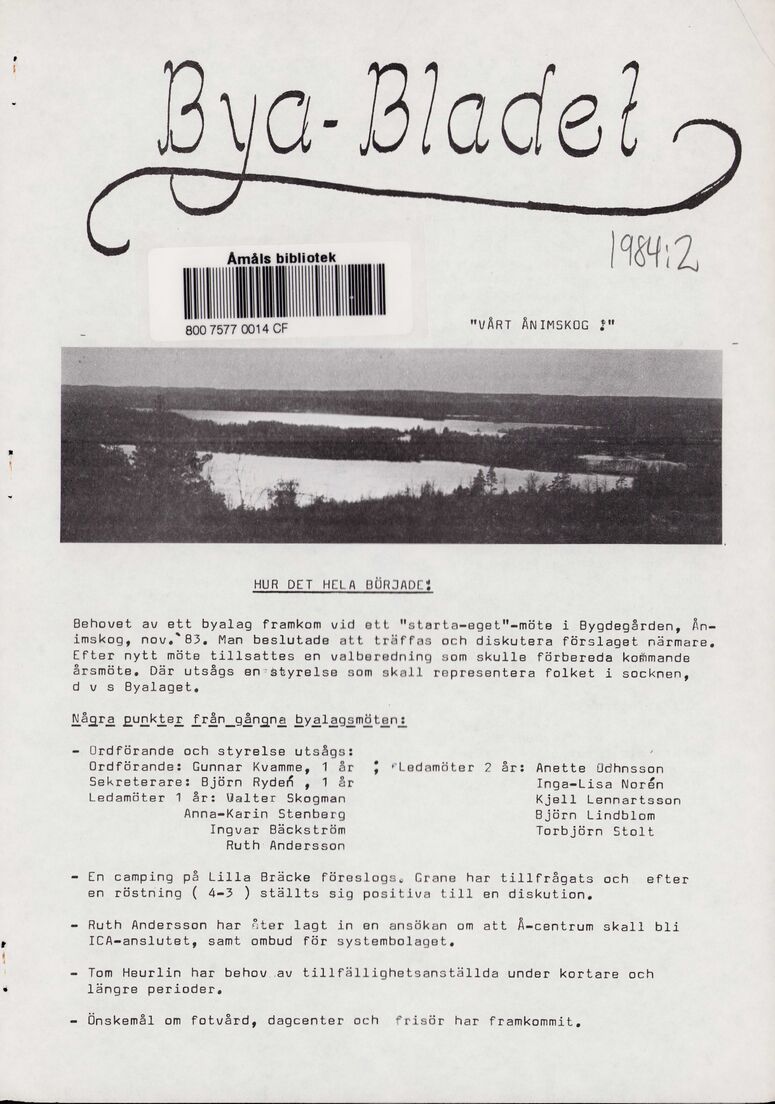 Bya-Bladet
1984:2
Åmåls bibliotek
800 7577 0014 CF
"VÅRT ÅNIMSKOG !"
HUR DET HELA BÖRJADE!
Behovet av ett byalag framkom vid ett "starta-eget"-möte i Bygdegården, Ån-
imskog, nov.`83. Man beslutade att träffas och diskutera förslaget närmare.
Efter nytt möte tillsattes en valberedning som skulle förbereda kommande
årsmöte. Där utsågs en styrelse som skall representera folket i socknen,
d v s Byalaget.
Några punkter från gångna byalagsmöten:
- Ordförande och styrelse utsågs:
Ordförande: Gunnar Kvamme, 1 år ; Ledamöter 2 år: Anette Odhnsson
Sekreterare: Björn Rydén , 1 år Inga-Lisa Norén
Ledamöter 1 år: Walter Skogman Kjell Lennartsson
Anna-Karin Stenberg Björn Lindblom
Ingvar Bäckström Torbjörn Stolt
Ruth Andersson
- En camping på Lilla Bräcke föreslogs. Grane har tillfrågats och efter
en röstning ( 4-3 ) ställts sig positiva till en diskution.
- Ruth Andersson har åter lagt in en ansökan om att Å-centrum skall bli
ICA-anslutet, samt ombud för systembolaget.
- Tom Heurlin har behov av tillfällighetsanställda under kortare och
längre perioder.
- Önskemål om fotvård, dagcenter och frisör har framkommit.